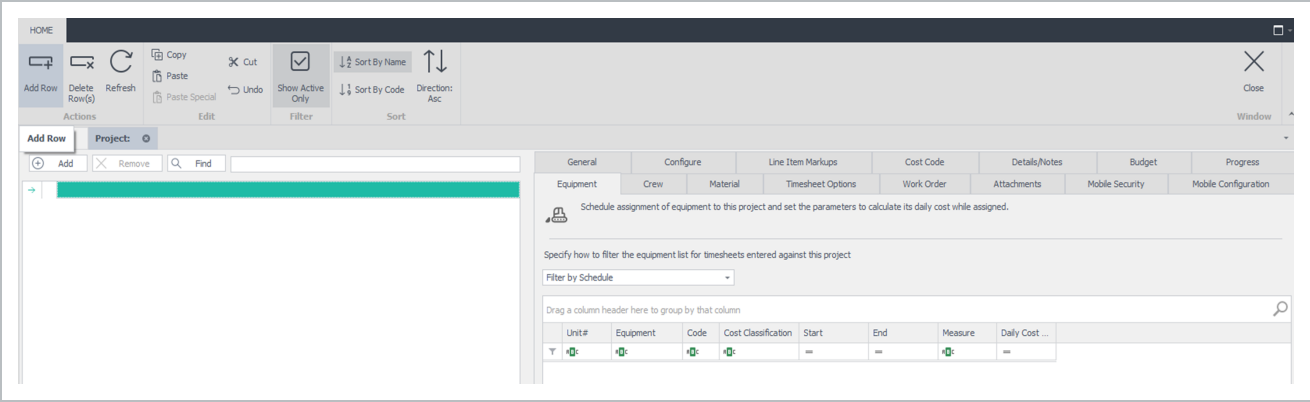 HOME
Add Row
Delete
Row(s)
Refresh
Copy
Paste
Paste Special
Cut
Undo
Show Active
Only
Sort By Name
Sort By Code
Direction:
Asc
Close
Actions
Edit
Filter
Sort
Window
Add Row
Project:
Add
Remove
Find
General
Configure
Line Item Markups
Cost Code
Details/Notes
Budget
Progress
Equipment
Crew
Material
Timesheet Options
Work Order
Attachments
Mobile Security
Mobile Configuration
Schedule assignment of equipment to this project and set the parameters to calculate its daily cost while assigned.
Specify how to filter the equipment list for timesheets entered against this project
Filter by Schedule
Drag a column header here to group by that column
Unit#
Equipment
Code
Cost Classification
Start
End
Measure
Daily Cost ...